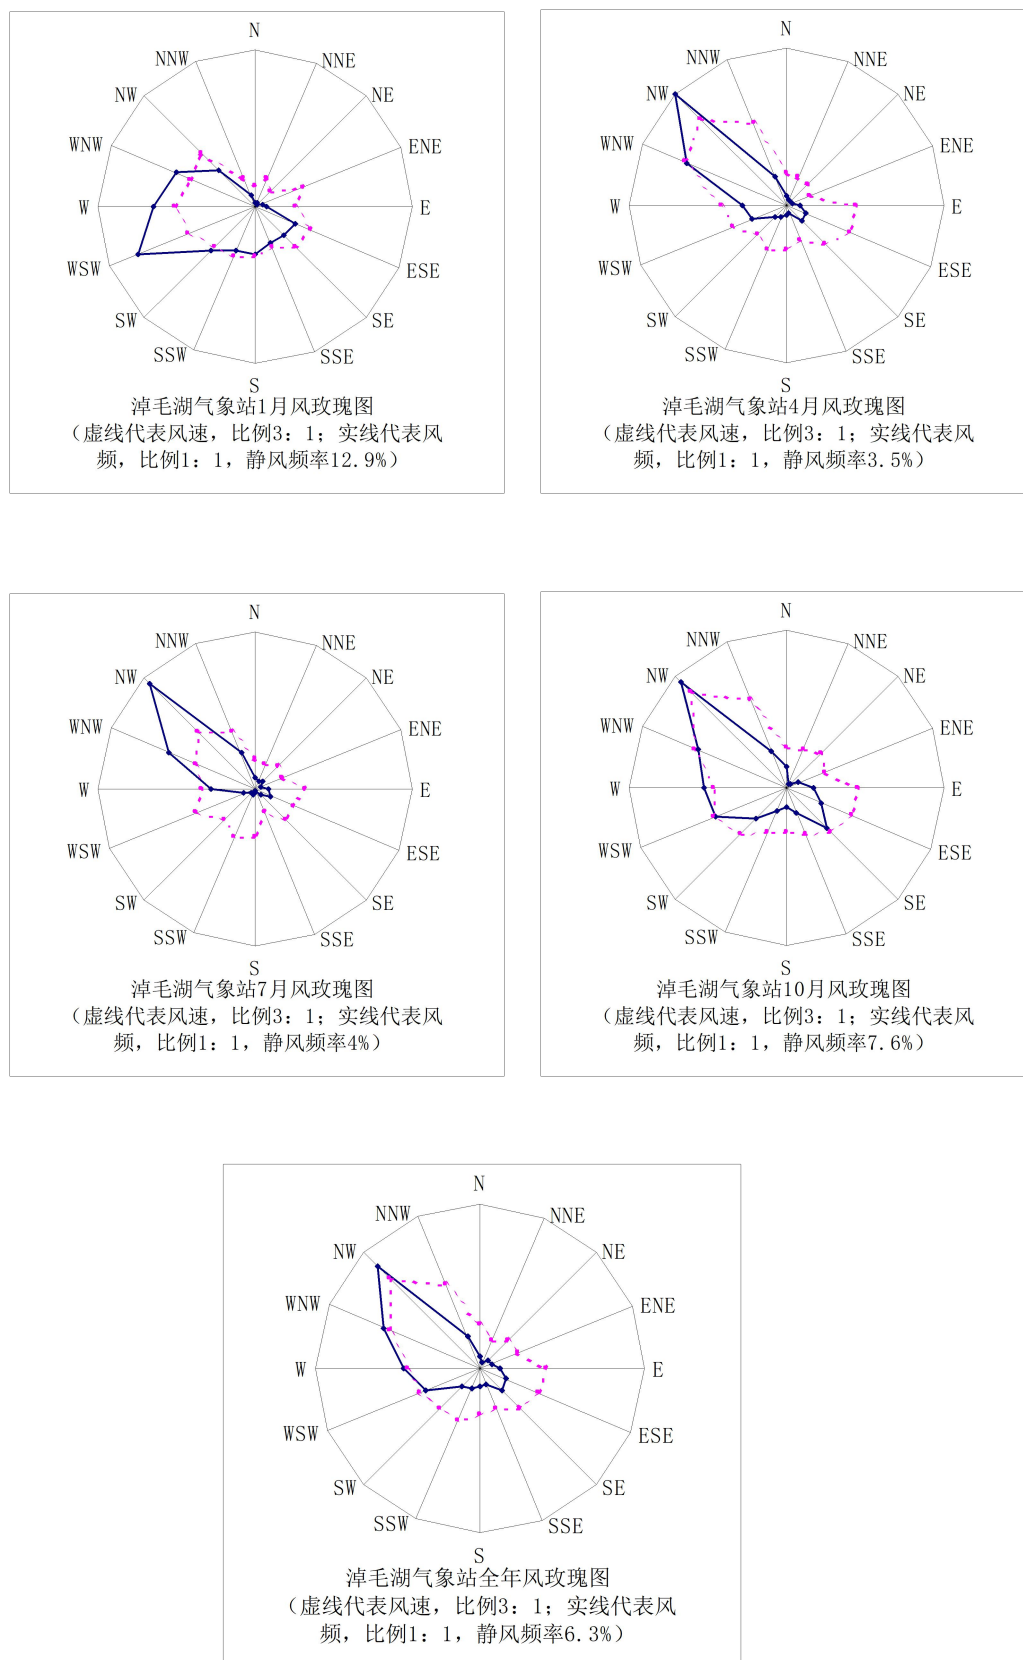 N
NNW
NNE
NW
NE
WNW
ENE
W
E
WSW
ESE
SW
SE
SSW
SSE
S
淖毛湖气象站1月风玫瑰图
（虚线代表风速，比例3：1；实线代表风
频，比例1：1，静风频率12.9%）
N
NNW
NNE
NW
NE
WNW
ENE
W
E
WSW
ESE
SW
SE
SSW
SSE
S
淖毛湖气象站4月风玫瑰图
（虚线代表风速，比例3：1；实线代表风
频，比例1：1，静风频率3.5%）
N
NNW
NNE
NW
NE
WNW
ENE
W
E
WSW
ESE
SW
SE
SSW
SSE
S
淖毛湖气象站7月风玫瑰图
（虚线代表风速，比例3：1；实线代表风
频，比例1：1，静风频率4%）
N
NNW
NNE
NW
NE
WNW
ENE
W
E
WSW
ESE
SW
SE
SSW
SSE
S
淖毛湖气象站10月风玫瑰图
（虚线代表风速，比例3：1；实线代表风
频，比例1：1，静风频率7.6%）
N
NNW
NNE
NW
NE
WNW
ENE
W
E
WSW
ESE
SW
SE
SSW
SSE
S
淖毛湖气象站全年风玫瑰图
（虚线代表风速，比例3：1；实线代表风
频，比例1：1，静风频率6.3%）